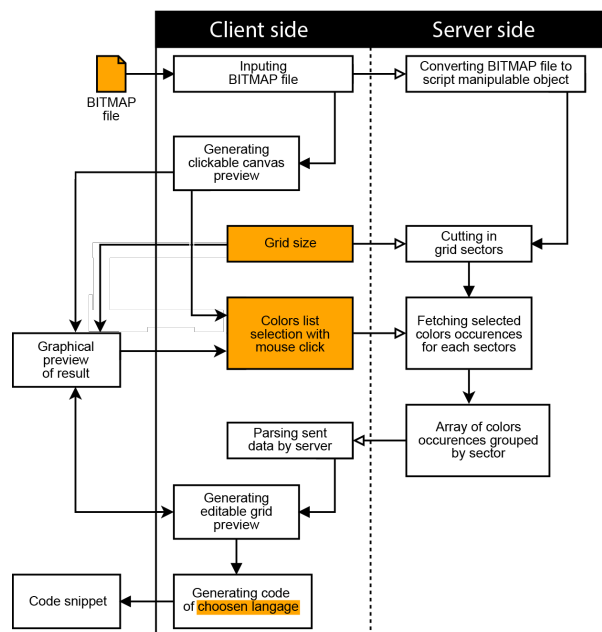 Client side
Server side
BITMAP
file
Inputing
BITMAP file
Converting BITMAP file to
script manipulable object
Generating
clickable canvas
preview
Grid size
Cutting in
grid sectors
Colors list
selection with
mouse click
Fetching selected
colors occurences
for each sectors
Graphical
preview
of result
Parsing sent
data by server
Array of colors
occurences grouped
by sector
Generating
editable grid
preview
Code snippet
Generating code
of choosen langage